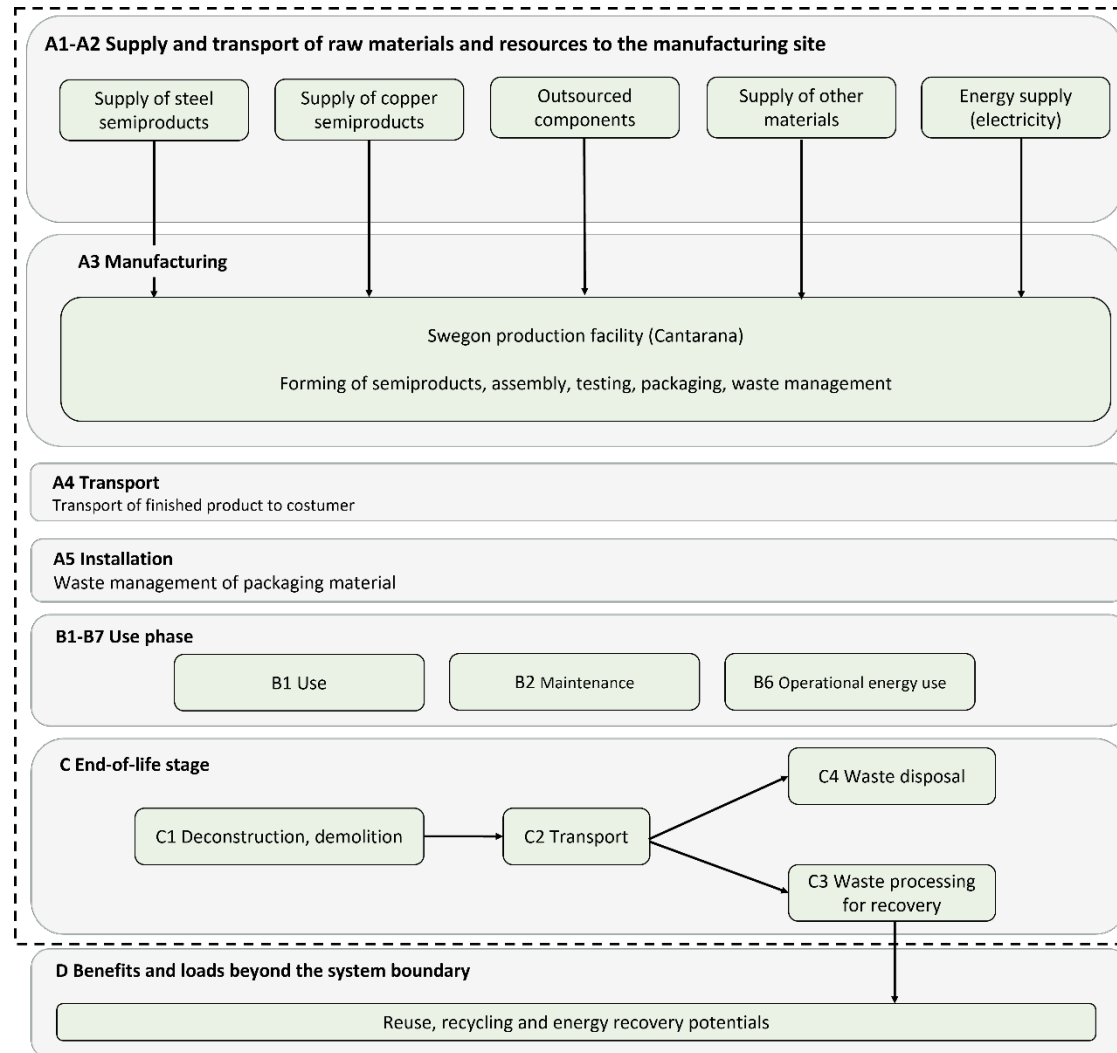 A1-A2 Supply and transport of raw materials and resources to the manufacturing site
Supply of steel
semiproducts
Supply of copper
semiproducts
Outsourced
components
Supply of other
materials
Energy supply
(electricity)
A3 Manufacturing
Swegon production facility (Cantarana)
Forming of semiproducts, assembly, testing, packaging, waste management
A4 Transport
Transport of finished product to costumer
A5 Installation
Waste management of packaging material
B1-B7 Use phase
B1 Use
B2 Maintenance
B6 Operational energy use
C End-of-life stage
C4 Waste disposal
C1 Deconstruction, demolition
C2 Transport
C3 Waste processing
for recovery
D Benefits and loads beyond the system boundary
Reuse, recycling and energy recovery potentials